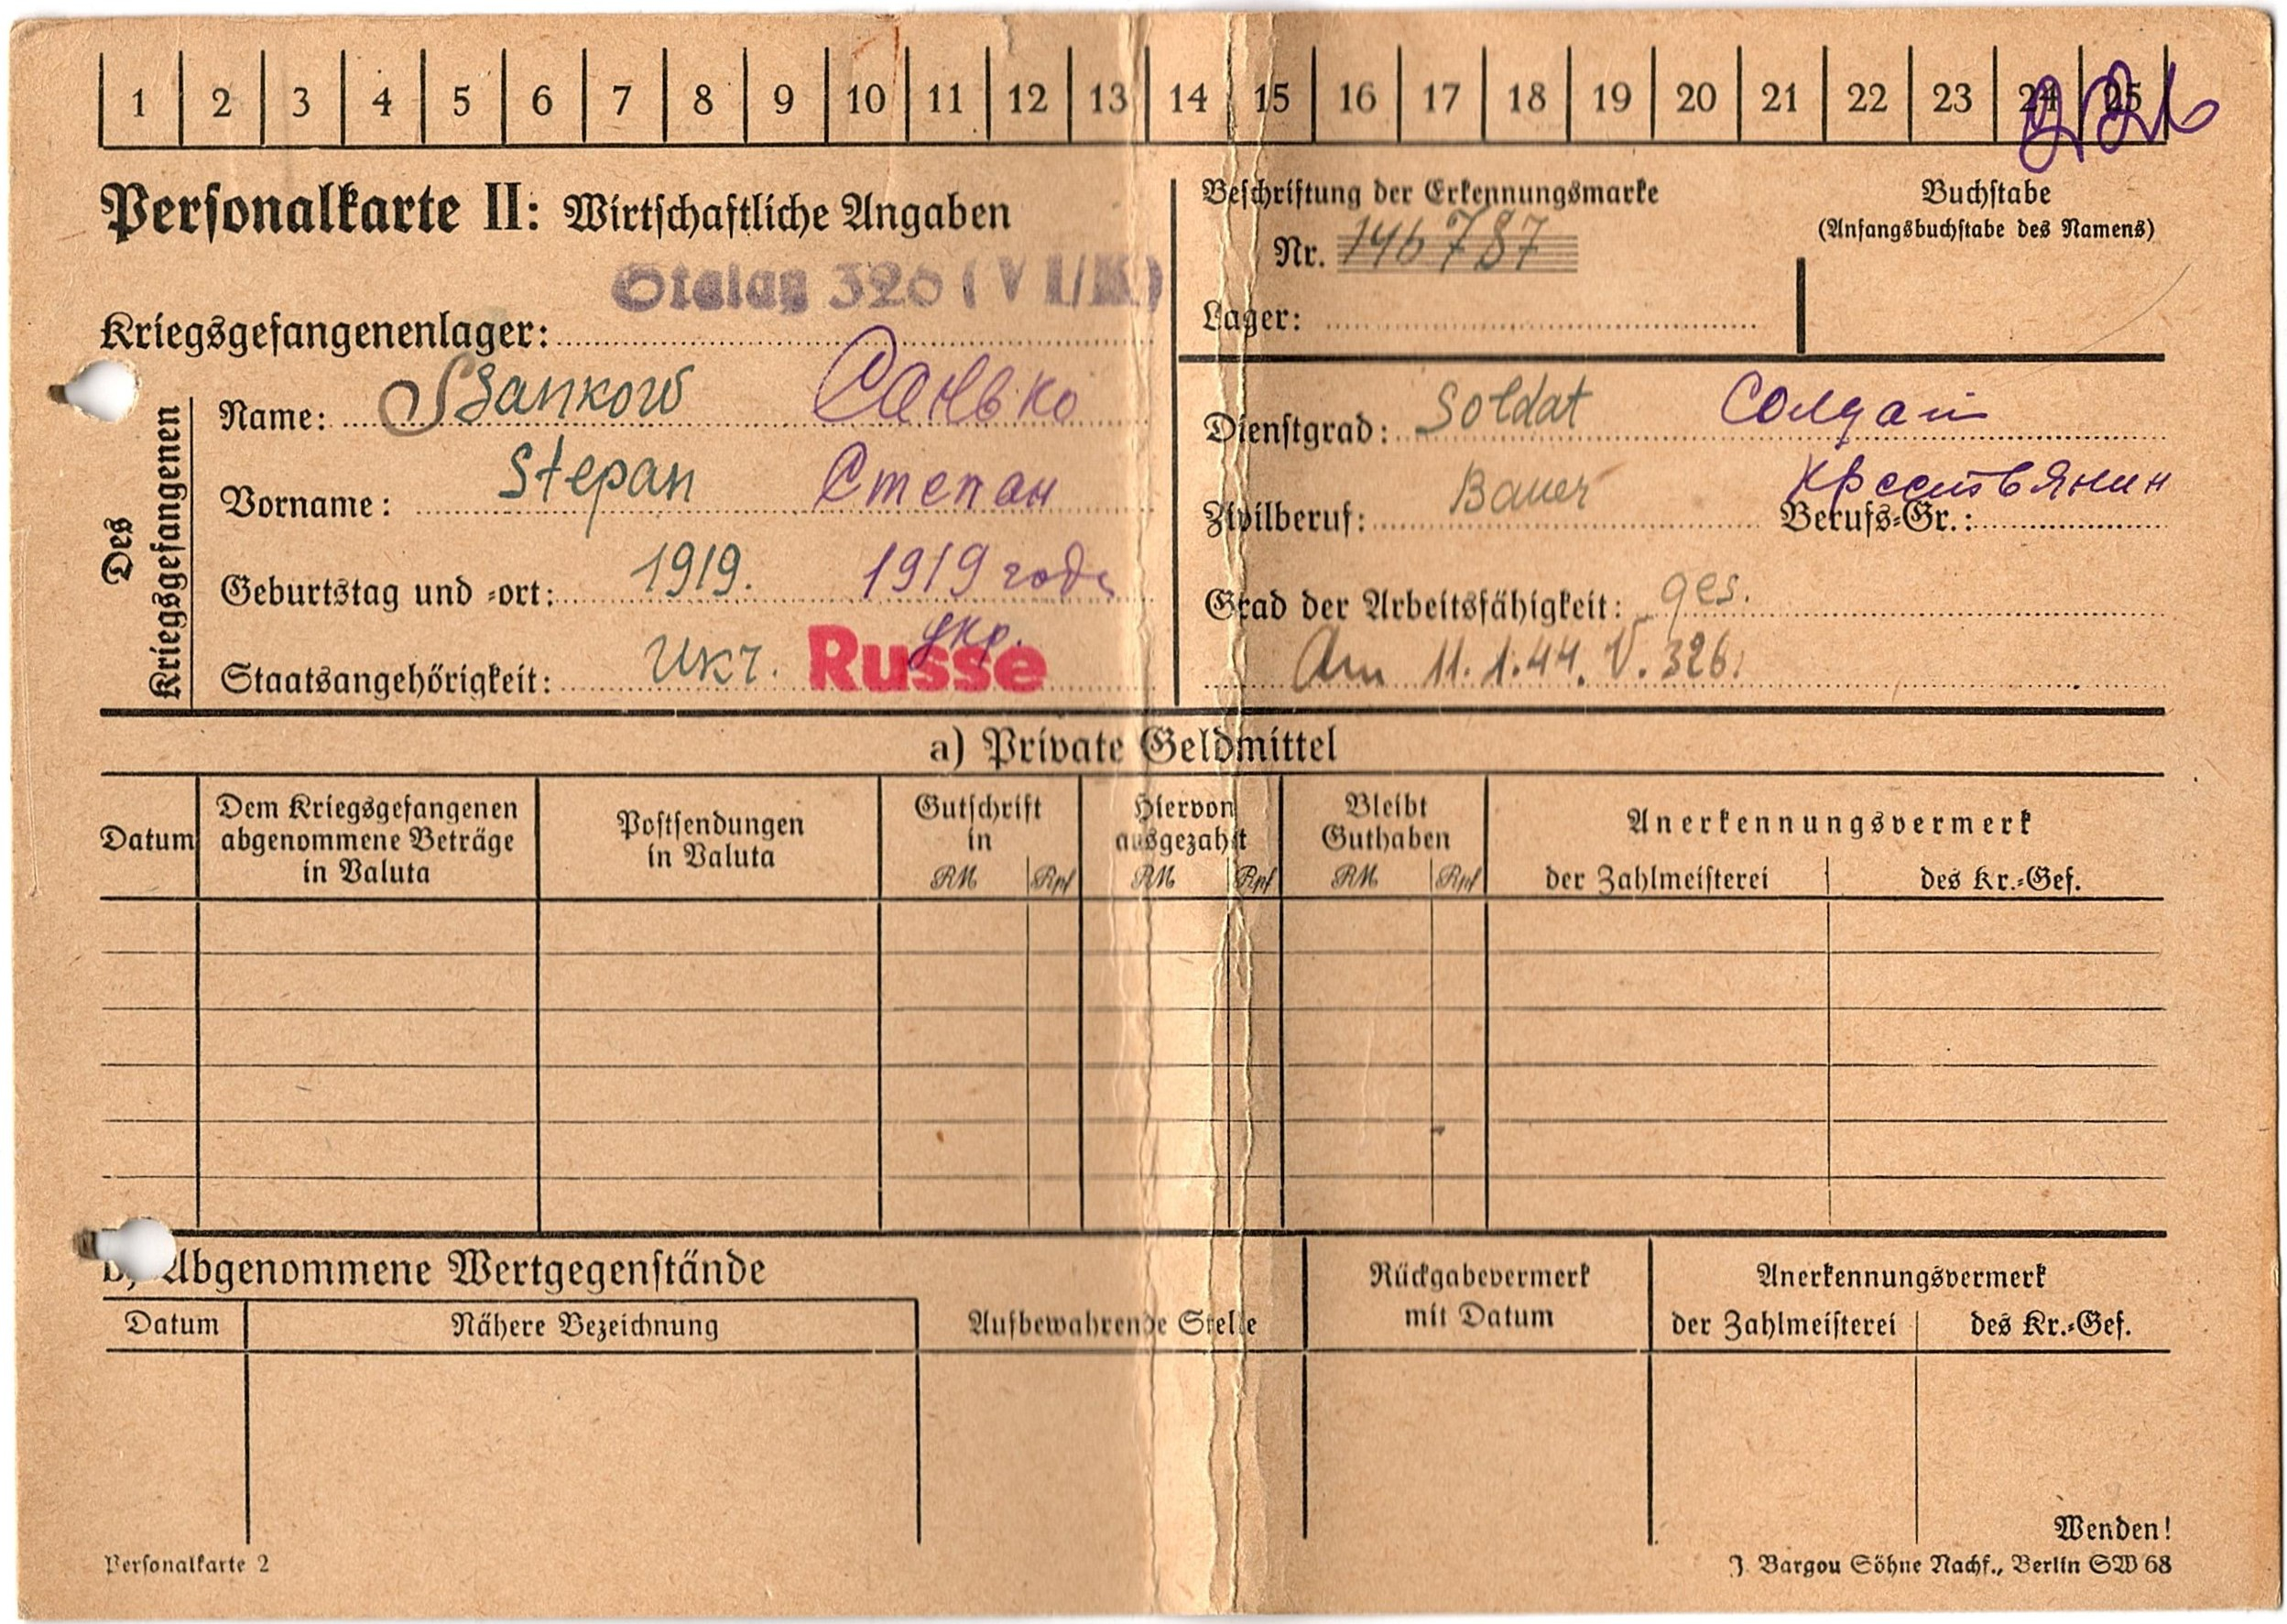 1 2 3 4 5 6 7 8 9 10 11 12 13 14 15 16 17 18 19 20 21 22 23 24 25
Personalkarte II: Wirtschaftliche Angaben
Beschriftung der Erkennungsmarke
Nr. 146787
Lager:
Buchstabe
(Anfangsbuchstabe des Namens)
Stalag 326 (VI/K)
Kriegsgefangenenlager:
Des Kriegsgefangenen
Name: Санько
Vorname: Stepan Степан
Geburtstag und -ort: 1919. 1919 года
Staatsangehörigkeit: Ukr. Russe укр.
Dienstgrad: Soldat Солдат
Zivilberuf: Bauer крестьянин
Berufs-Gr.:
Grad der Arbeitsfähigkeit: ges.
Am 11.1.44. V. 326.
a) Private Geldmittel
Datum
Dem Kriegsgefangenen
abgenommene Beträge
in Valuta
Postsendungen
in Valuta
Gutschrift
in
RM Rpf
Hiervon
ausgezahlt
RM Rpf
Bleibt
Guthaben
RM Rpf
Anerkennungsvermerk
der Zahlmeisterei des Kr.-Gef.
b) Abgenommene Wertgegenstände
Datum Nähere Bezeichnung
Aufbewahrende Stelle
Rückgabevermerk
mit Datum
Anerkennungsvermerk
der Zahlmeisterei des Kr.-Gef.
Wenden!
Personalkarte 2
J. Bargou Söhne Nachf., Berlin SW 68